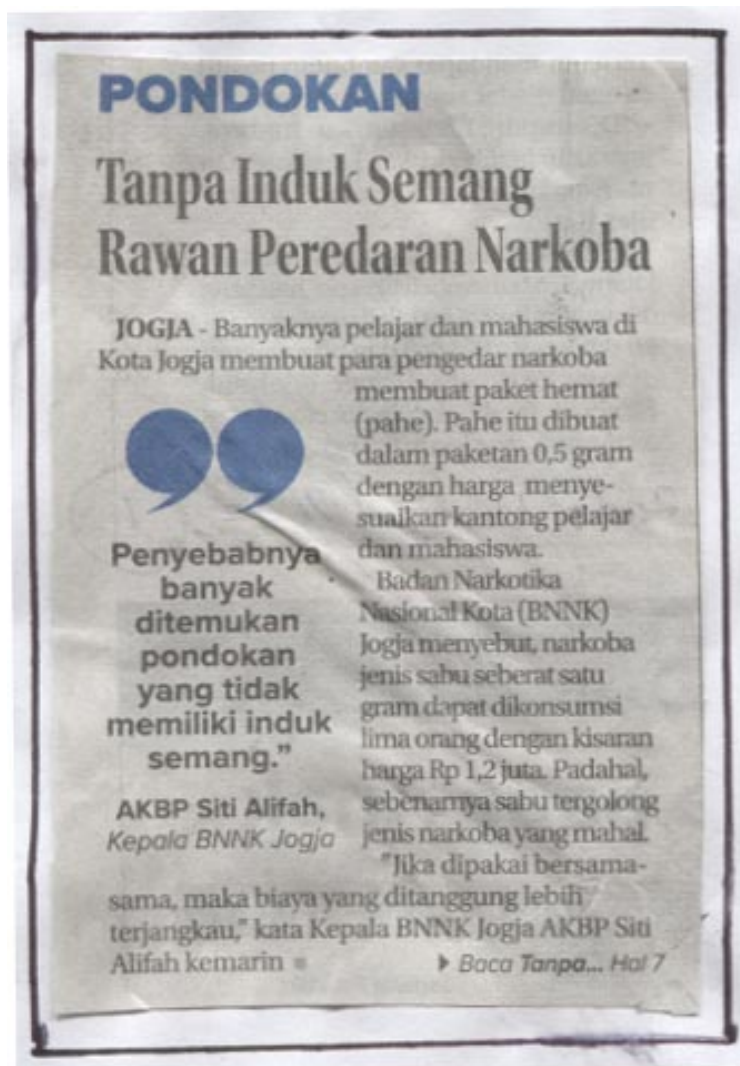 PONDOKAN
Tanpa Induk Semang
Rawan Peredaran Narkoba
JOGJA - Banyaknya pelajar dan mahasiswa di
Kota Jogja membuat para pengedar narkoba
membuat paket hemat
(pahe). Pahe itu dibuat
dalam paketan 0,5 gram
dengan harga menye-
suaikan kantong pelajar
dan mahasiswa.
Badan Narkotika
Nasional Kota (BNNK)
Jogja menyebut, narkoba
jenis sabu seberat satu
gram dapat dikonsumsi
lima orang dengan kisaran
harga Rp 1,2 juta. Padahal,
sebenarnya sabu tergolong
jenis narkoba yang mahal.
"Jika dipakai bersama-
sama, maka biaya yang ditanggung lebih
terjangkau," kata Kepala BNNK Jogja AKBP Siti
Alifah kemarin
Baca Tanpa... Hal 7
”
Penyebabnya
banyak
ditemukan
pondokan
yang tidak
memiliki induk
semang.”
AKBP Siti Alifah,
Kepala BNNK Jogja